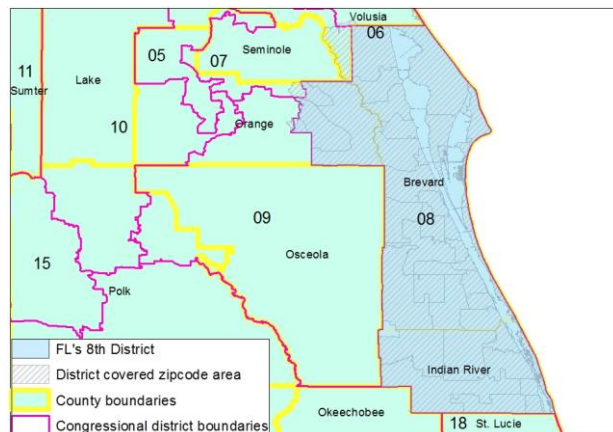 Volusia
06
05
07
Seminole
11
Lake
Sumter
10
Orange
Brevard
09
08
Osceola
15
Polk
FL's 8th District
District covered zipcode area
Indian River
County boundaries
Okeechobee
18 St. Lucie
Congressional district boundaries